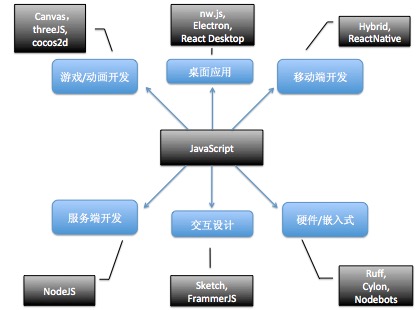 Canvas,
threeJS,
cocos2d
nw.js,
Electron,
React Desktop
Hybrid,
ReactNative
游戏/动画开发
桌面应用
移动端开发
JavaScript
服务端开发
交互设计
硬件/嵌入式
NodeJS
Sketch,
FrammerJS
Ruff,
Cylon,
Nodebots